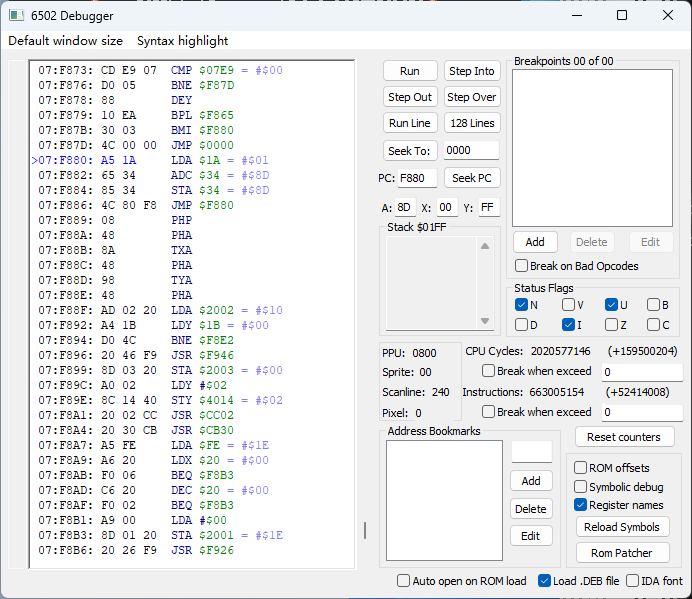 6502 Debugger
Default window size Syntax highlight
07:F873: CD E9 07 CMP $07E9 = #$00
07:F876: D0 05 BNE $F87D
07:F878: 88 DEY
07:F879: 10 EA BPL $F865
07:F87B: 30 03 BMI $F880
07:F87D: 4C 00 00 JMP $0000
>07:F880: A5 1A LDA $1A = #$01
07:F882: 65 34 ADC $34 = #$8D
07:F884: 85 34 STA $34 = #$8D
07:F886: 4C 80 F8 JMP $F880
07:F889: 08 PHP
07:F88A: 48 PHA
07:F88B: 8A TXA
07:F88C: 48 PHA
07:F88D: 98 TYA
07:F88E: 48 PHA
07:F88F: AD 02 20 LDA $2002 = #$10
07:F892: A4 1B LDY $1B = #$00
07:F894: D0 4C BNE $F8E2
07:F896: 20 46 F9 JSR $F946
07:F899: 8D 03 20 STA $2003 = #$00
07:F89C: A0 02 LDY #$02
07:F89E: 8C 14 40 STY $4014 = #$02
07:F8A1: 20 02 CC JSR $CC02
07:F8A4: 20 30 CB JSR $CB30
07:F8A7: A5 FE LDA $FE = #$1E
07:F8A9: A6 20 LDX $20 = #$00
07:F8AB: F0 06 BEQ $F8B3
07:F8AD: C6 20 DEC $20 = #$00
07:F8AF: F0 02 BEQ $F8B3
07:F8B1: A9 00 LDA #$00
07:F8B3: 8D 01 20 STA $2001 = #$1E
07:F8B6: 20 26 F9 JSR $F926
Run Step Into
Step Out Step Over
Run Line 128 Lines
Seek To: 0000
PC: F880 Seek PC
A: 8D X: 00 Y: FF
Stack $01FF
Breakpoints 00 of 00
Add Delete Edit
Break on Bad Opcodes
Status Flags
N V U B
D I Z C
PPU: 0800
Sprite: 00
Scanline: 240
Pixel: 0
CPU Cycles: 2020577146 (+159500204)
Break when exceed 0
Instructions: 663005154 (+52414008)
Break when exceed 0
Address Bookmarks
Add
Delete
Edit
Reset counters
ROM offsets
Symbolic debug
Register names
Reload Symbols
Rom Patcher
Auto open on ROM load Load .DEB file IDA font